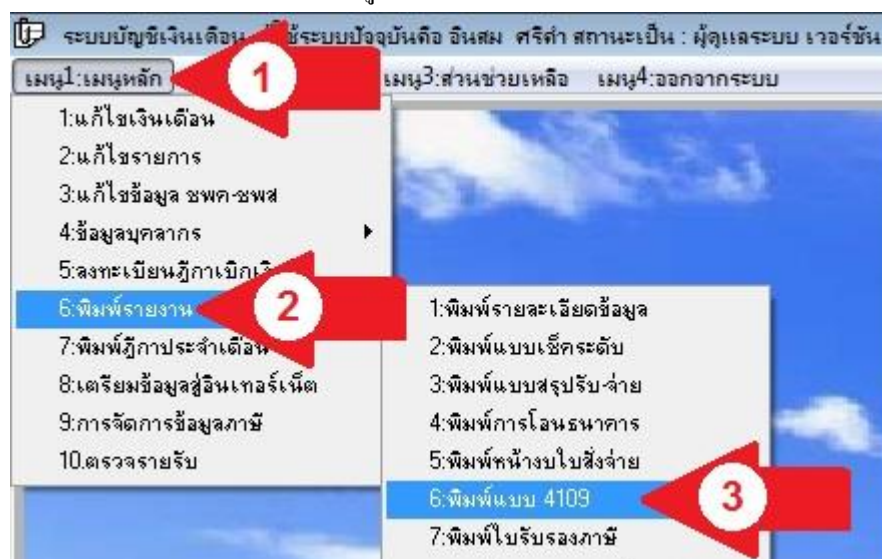 ระบบบัญชีเงินเดือน ใช้ระบบปัจจุบันคือ อินสม ศรีดำ สถานะเป็น : ผู้ดูแลระบบ เวอร์ชัน
เมนู1:เมนูหลัก 1 เมนู3:ส่วนช่วยเหลือ เมนู4:ออกจากระบบ
1:แก้ไขเงินเดือน
2:แก้ไขรายการ
3:แก้ไขข้อมูล ชพค-ชพส
4:ข้อมูลบุคลากร
5:ลงทะเบียนฎีกาเบิก
6:พิมพ์รายงาน 2
7:พิมพ์ฎีกาประจำเดือน
8:เตรียมข้อมูลสู่อินเทอร์เน็ต
9:การจัดการข้อมูลภาษี
10.ตรวจรายรับ
1:พิมพ์รายละเอียดข้อมูล
2:พิมพ์แบบเช็คระดับ
3:พิมพ์แบบสรุปรับ-จ่าย
4:พิมพ์การโอนธนาคาร
5:พิมพ์หน้างบใบสั่งจ่าย
6:พิมพ์แบบ 4109 3
7:พิมพ์ใบรับรองภาษี